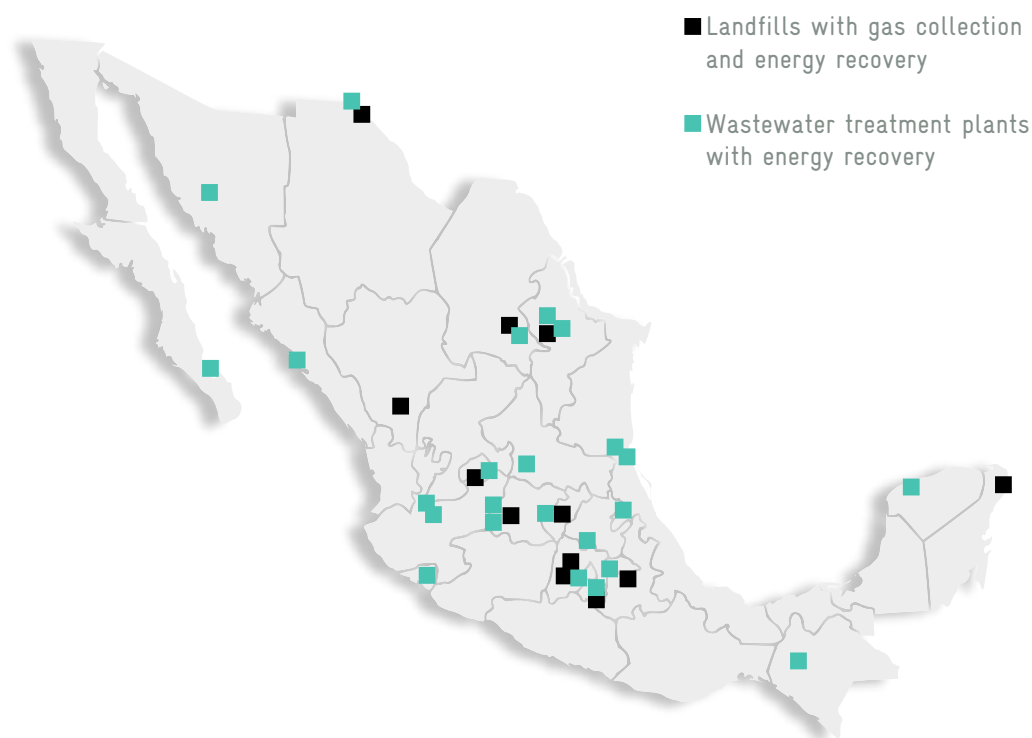 Landfills with gas collection
and energy recovery
Wastewater treatment plants
with energy recovery